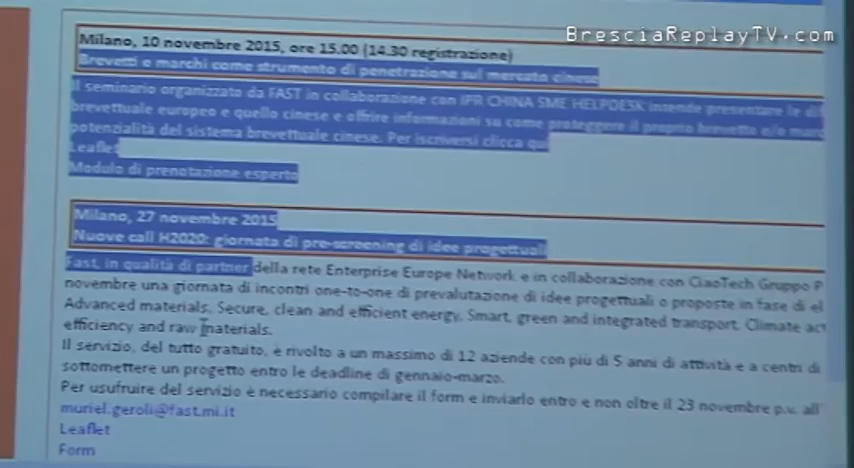 BresciaReplayTV.com
Milano, 10 novembre 2015, ore 15.00 (14.30 registrazione)
Brevetti e marchi come strumento di penetrazione sul mercato cinese
Il seminario organizzato da FAST in collaborazione con IPR CHINA SME HELPDESK intende presentare le
brevettuale europeo e quello cinese e offrire informazioni su come proteggere il proprio brevetto e/o
potenzialità del sistema brevettuale cinese. Per iscriversi clicca qui
Leaflet
Modulo di prenotazione esperto
Milano, 27 novembre 2015
Nuove call H2020: giornata di pre-screening di idee progettuali
Fast, in qualità di partner della rete Enterprise Europe Network e in collaborazione con CiaoTech Gruppo P
novembre una giornata di incontri one-to-one di prevalutazione di idee progettuali o proposte in fase di el
Advanced materials, Secure, clean and efficient energy, Smart, green and integrated transport, Climate act
efficiency and raw materials.
Il servizio, del tutto gratuito, è rivolto a un massimo di 12 aziende con più di 5 anni di attività e a centri di
sottomettere un progetto entro le deadline di gennaio-marzo.
Per usufruire del servizio è necessario compilare il form e inviarlo entro e non oltre il 23 novembre p.v. all'
muriel.geroli@fast.mi.it
Leaflet
Form